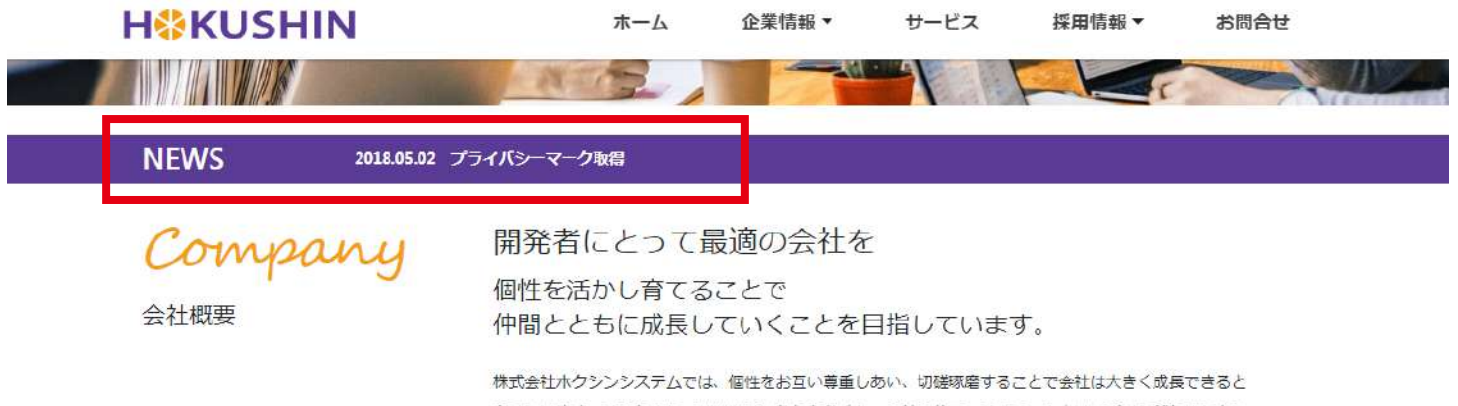 HOKUSHIN ホーム 企業情報▼ サービス 採用情報▼ お問合せ
NEWS 2018.05.02 プライバシーマーク取得
Company
会社概要
開発者にとって最適の会社を
個性を活かし育てることで
仲間とともに成長していくことを目指しています。
株式会社ホクシンシステムでは、個性をお互い尊重しあい、切磋琢磨することで会社は大きく成長できると